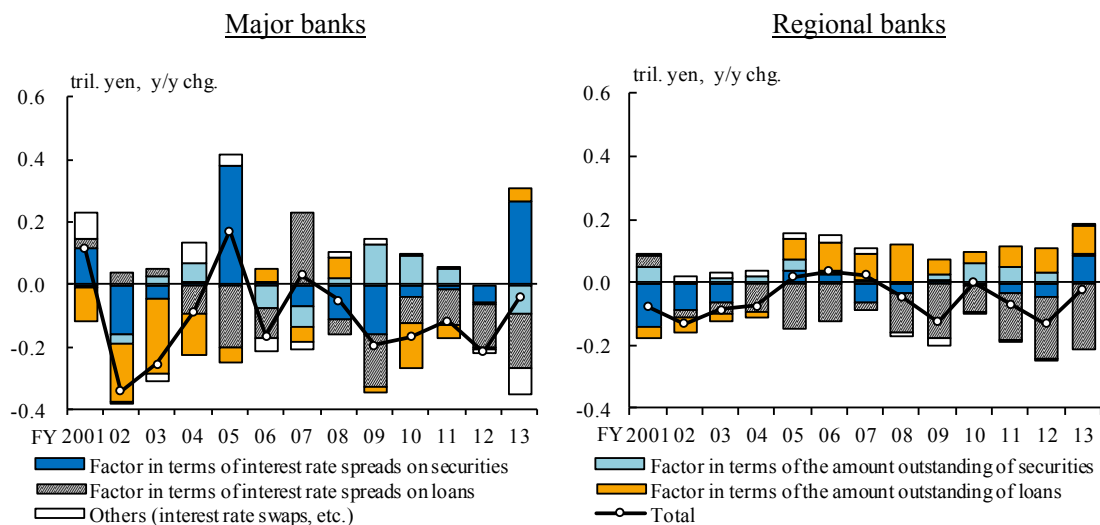 Major banks
Regional banks
tril. yen, y/y chg.
tril. yen, y/y chg.
0.6
0.4
0.2
0.0
-0.2
-0.4
FY 2001 02 03 04 05 06 07 08 09 10 11 12 13
0.6
0.4
0.2
0.0
-0.2
-0.4
FY 2001 02 03 04 05 06 07 08 09 10 11 12 13
Factor in terms of interest rate spreads on securities
Factor in terms of the amount outstanding of securities
Factor in terms of interest rate spreads on loans
Factor in terms of the amount outstanding of loans
Others (interest rate swaps, etc.)
Total